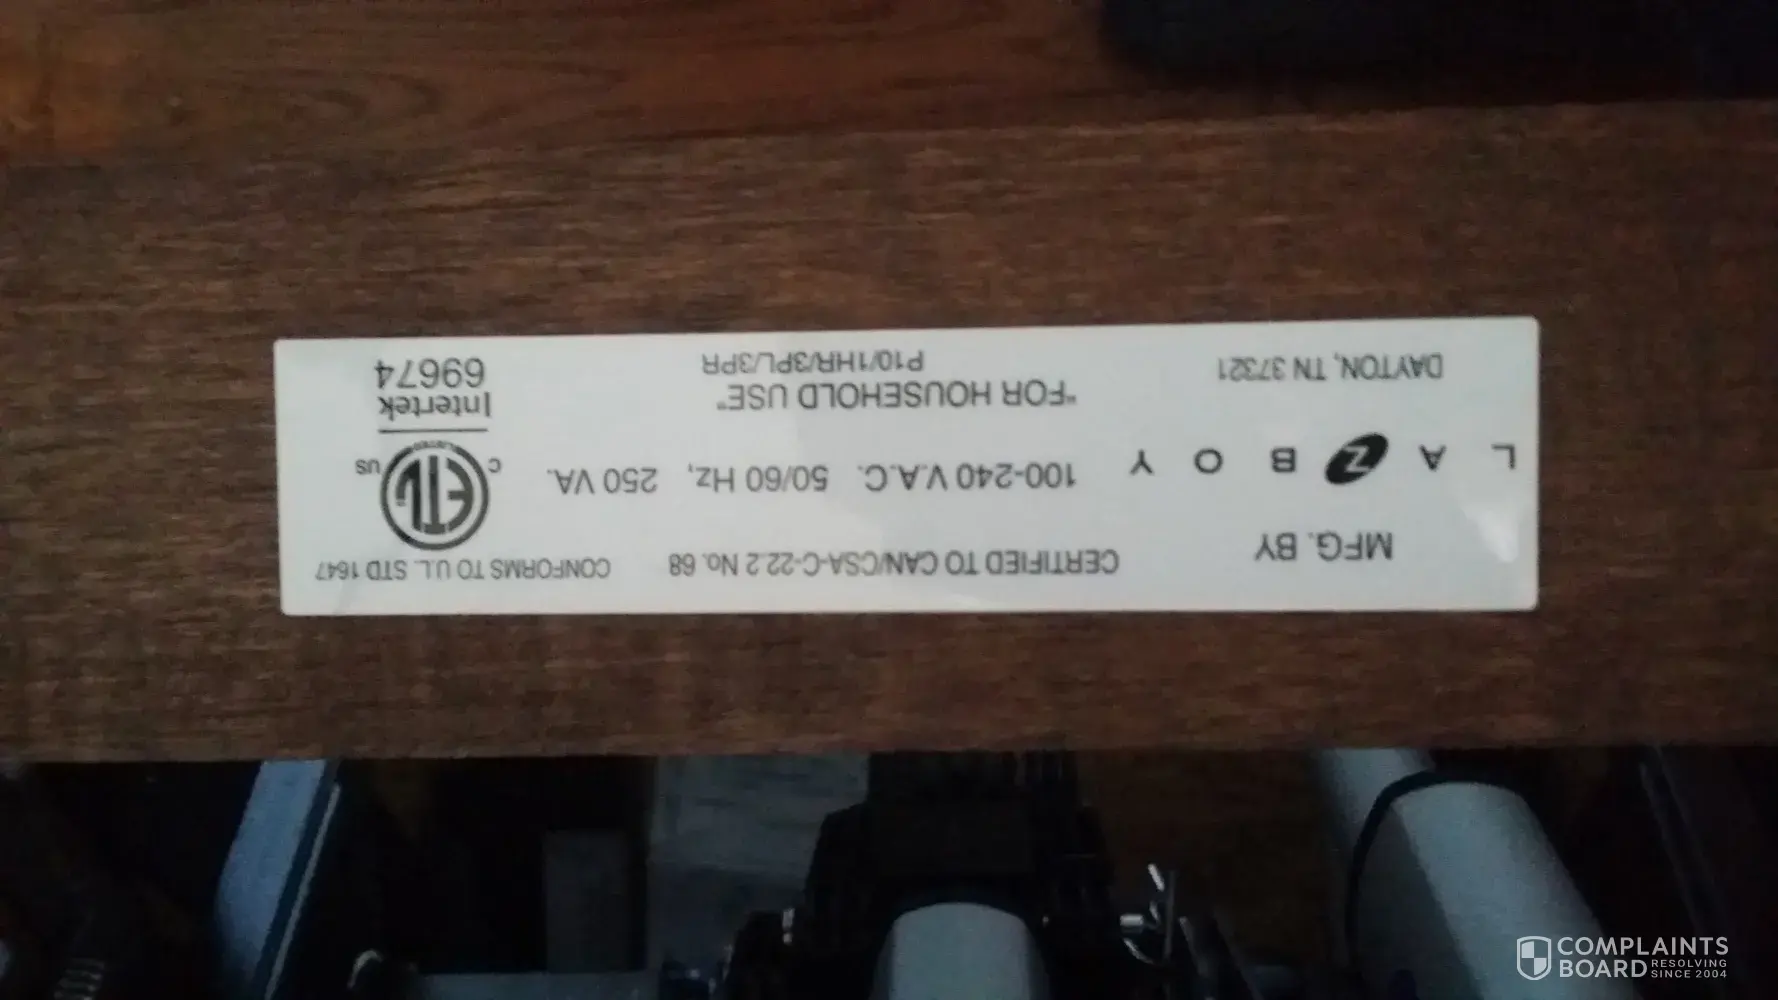 MFG. BY
L A Z B O Y
DAYTON, TN 37321
CERTIFIED TO CAN/CSA-C-22.2 No. 68
100-240 V.A.C. 50/60 Hz, 250 VA.
"FOR HOUSEHOLD USE"
P10/1HR/3PL/3PR
CONFORMS TO UL. STD 1647
C ETL US
LISTED
Intertek
69674
COMPLAINTS
BOARD RESOLVING
SINCE 2004